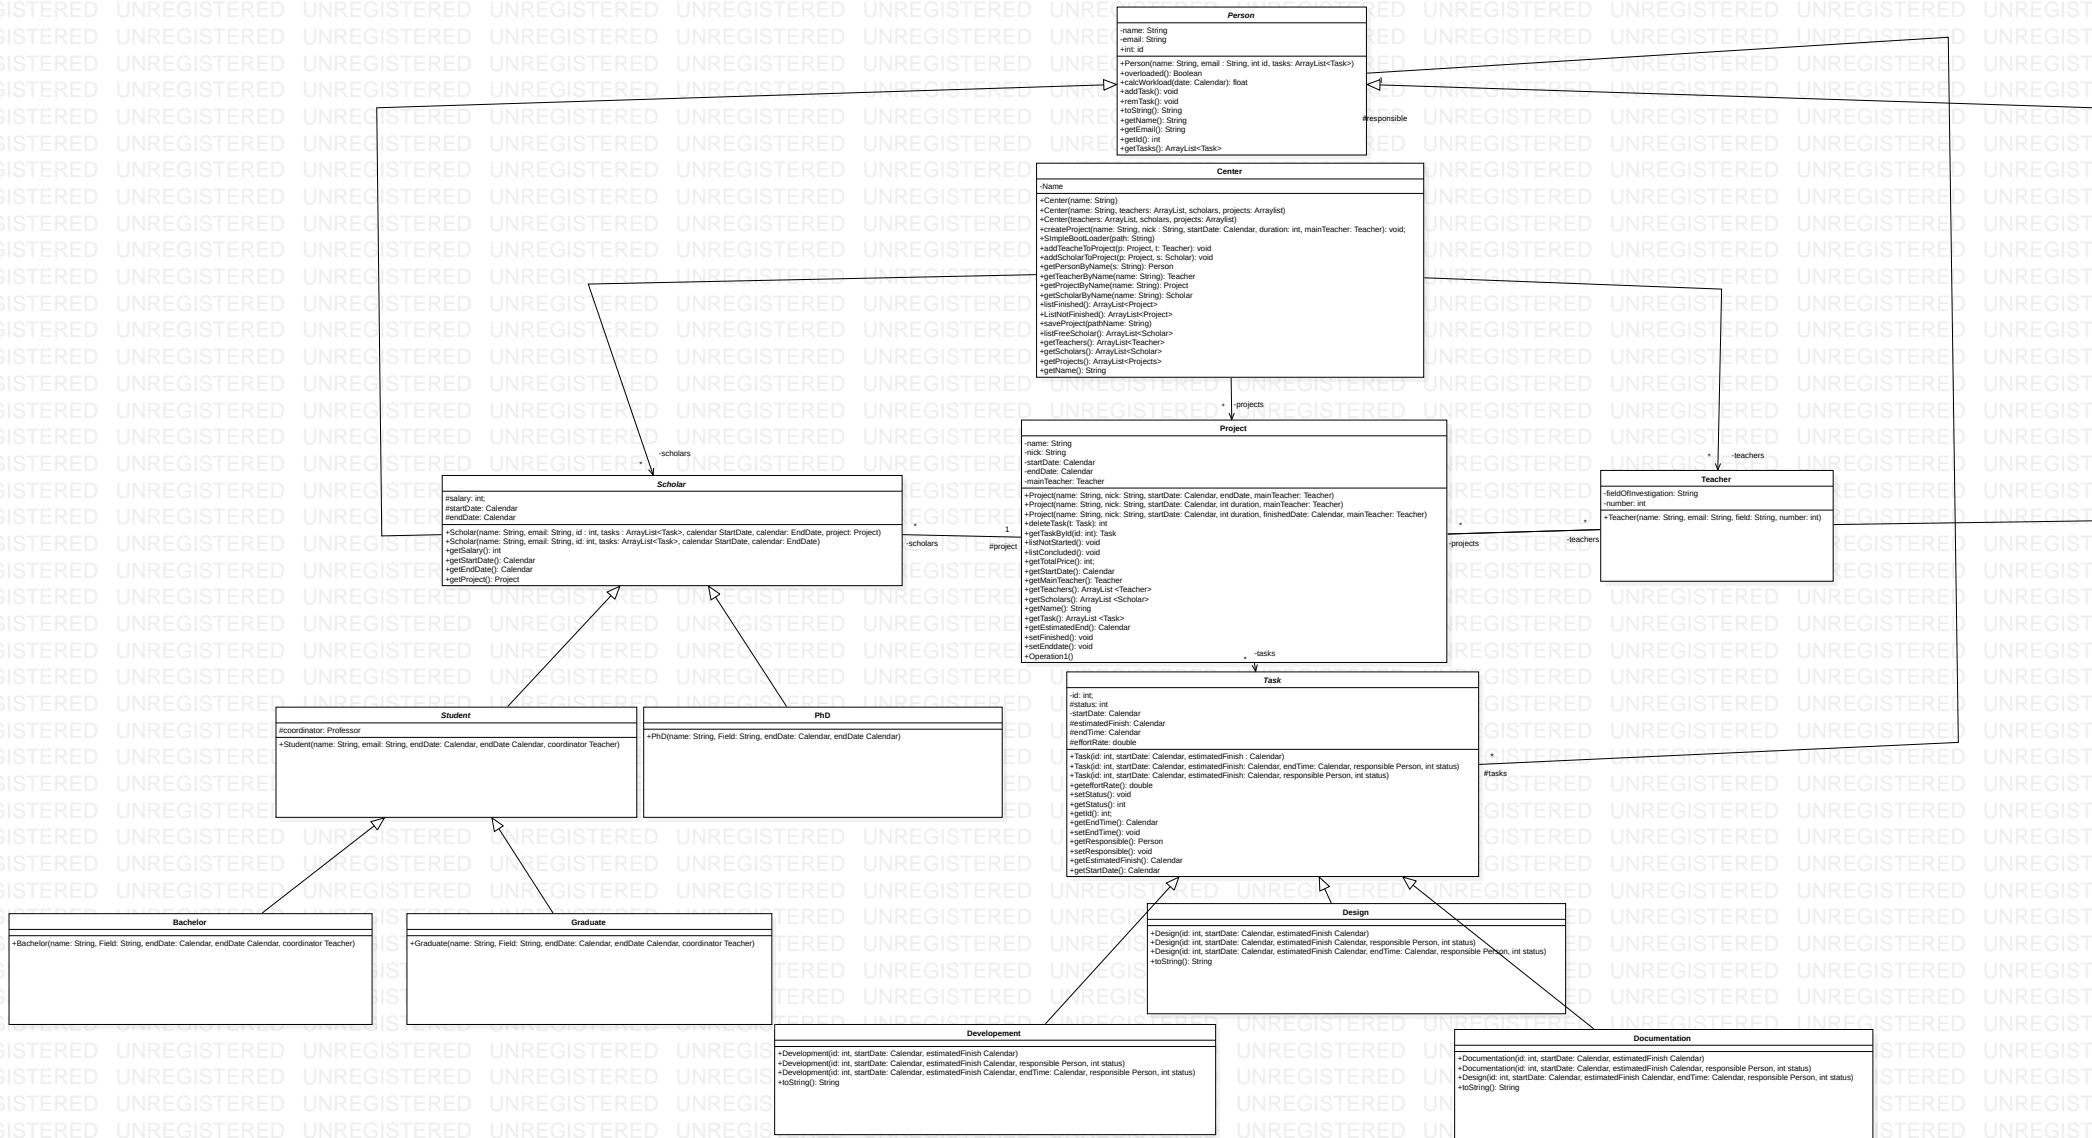 UNREGISTERED
Person
-name: String
-email: String
+int: id
+Person(name: String, email : String, int id, tasks: ArrayList<Task>)
+overloaded(): Boolean
+calcWorkload(date: Calendar): float
+addTask(): void
+remTask(): void
+toString(): String
+getName(): String
+getEmail(): String
+getId(): int
+getTasks(): ArrayList<Task>
#responsible
Center
-Name
+Center(name: String)
+Center(name: String, teachers: ArrayList, scholars, projects: Arraylist)
+Center(teachers: ArrayList, scholars, projects: Arraylist)
+createProject(name: String, nick : String, startDate: Calendar, duration: int, mainTeacher: Teacher): void;
+SImpleBootLoader(path: String)
+addTeacheToProject(p: Project, t: Teacher): void
+addScholarToProject(p: Project, s: Scholar): void
+getPersonByName(s: String): Person
+getTeacherByName(name: String): Teacher
+getProjectByName(name: String): Project
+getScholarByName(name: String): Scholar
+listFinished(): ArrayList<Project>
+ListNotFinished(): ArrayList<Project>
+saveProject(pathName: String)
+listFreeScholar(): ArrayList<Scholar>
+getTeachers(): ArrayList<Teacher>
+getScholars(): ArrayList<Scholar>
+getProjects(): ArrayList<Projects>
+getName(): String
* -projects
-scholars
*
* -teachers
Scholar
#salary: int;
#startDate: Calendar
#endDate: Calendar
+Scholar(name: String, email: String, id : int, tasks : ArrayList<Task>, calendar StartDate, calendar: EndDate, project: Project)
+Scholar(name: String, email: String, id: int, tasks: ArrayList<Task>, calendar StartDate, calendar: EndDate)
+getSalary(): int
+getStartDate(): Calendar
+getEndDate(): Calendar
+getProject(): Project
*
-scholars
1
#project
Project
-name: String
-nick: String
-startDate: Calendar
-endDate: Calendar
-mainTeacher: Teacher
+Project(name: String, nick: String, startDate: Calendar, endDate, mainTeacher: Teacher)
+Project(name: String, nick: String, startDate: Calendar, int duration, mainTeacher: Teacher)
+Project(name: String, nick: String, startDate: Calendar, int duration, finishedDate: Calendar, mainTeacher: Teacher)
+deleteTask(t: Task): int
+getTaskById(id: int): Task
+listNotStarted(): void
+listConcluded(): void
+getTotalPrice(): int;
+getStartDate(): Calendar
+getMainTeacher(): Teacher
+getTeachers(): ArrayList <Teacher>
+getScholars(): ArrayList <Scholar>
+getName(): String
+getTask(): ArrayList <Task>
+getEstimatedEnd(): Calendar
+setFinished(): void
+setEnddate(): void
+Operation1()
*
-projects
*
-teachers
Teacher
-fieldOfInvestigation: String
-number: int
+Teacher(name: String, email: String, field: String, number: int)
* -tasks
Task
-id: int;
#status: int
-startDate: Calendar
#estimatedFinish: Calendar
#endTime: Calendar
#effortRate: double
+Task(id: int, startDate: Calendar, estimatedFinish : Calendar)
+Task(id: int, startDate: Calendar, estimatedFinish: Calendar, endTime: Calendar, responsible Person, int status)
+Task(id: int, startDate: Calendar, estimatedFinish: Calendar, responsible Person, int status)
+geteffortRate(): double
+setStatus(): void
+getStatus(): int
+getId(): int;
+getEndTime(): Calendar
+setEndTime(): void
+getResponsible(): Person
+setResponsible(): void
+getEstimatedFinish(): Calendar
+getStartDate(): Calendar
*
#tasks
Student
#coordinator: Professor
+Student(name: String, email: String, endDate: Calendar, endDate Calendar, coordinator Teacher)
PhD
+PhD(name: String, Field: String, endDate: Calendar, endDate Calendar)
Bachelor
+Bachelor(name: String, Field: String, endDate: Calendar, endDate Calendar, coordinator Teacher)
Graduate
+Graduate(name: String, Field: String, endDate: Calendar, endDate Calendar, coordinator Teacher)
Design
+Design(id: int, startDate: Calendar, estimatedFinish Calendar)
+Design(id: int, startDate: Calendar, estimatedFinish Calendar, responsible Person, int status)
+Design(id: int, startDate: Calendar, estimatedFinish Calendar, endTime: Calendar, responsible Person, int status)
+toString(): String
Developement
+Development(id: int, startDate: Calendar, estimatedFinish Calendar)
+Development(id: int, startDate: Calendar, estimatedFinish Calendar, responsible Person, int status)
+Development(id: int, startDate: Calendar, estimatedFinish Calendar, endTime: Calendar, responsible Person, int status)
+toString(): String
Documentation
+Documentation(id: int, startDate: Calendar, estimatedFinish Calendar)
+Documentation(id: int, startDate: Calendar, estimatedFinish Calendar, responsible Person, int status)
+Design(id: int, startDate: Calendar, estimatedFinish Calendar, endTime: Calendar, responsible Person, int status)
+toString(): String